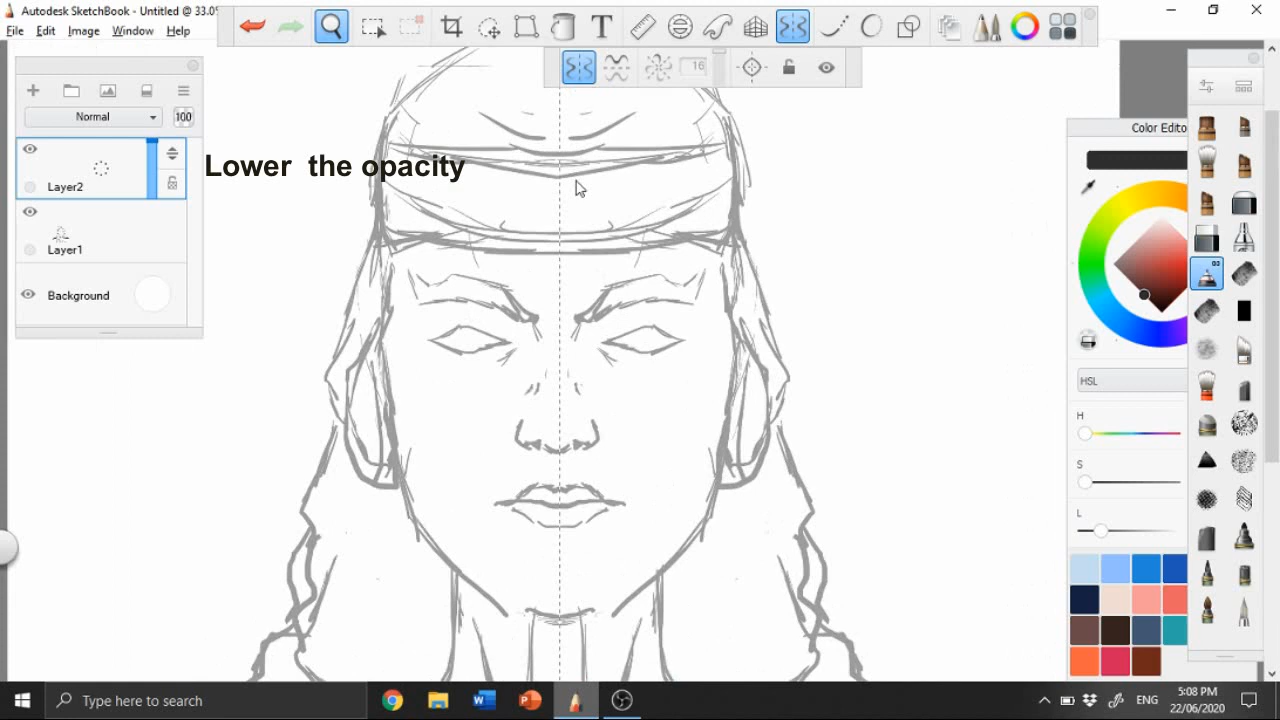 Autodesk SketchBook - Untitled @ 33.0
File Edit Image Window Help
16
Normal 100
Layer2
Layer1
Background
Lower the opacity
Color Edito
HSL
H
S
L
Type here to search
ENG
5:08 PM
22/06/2020